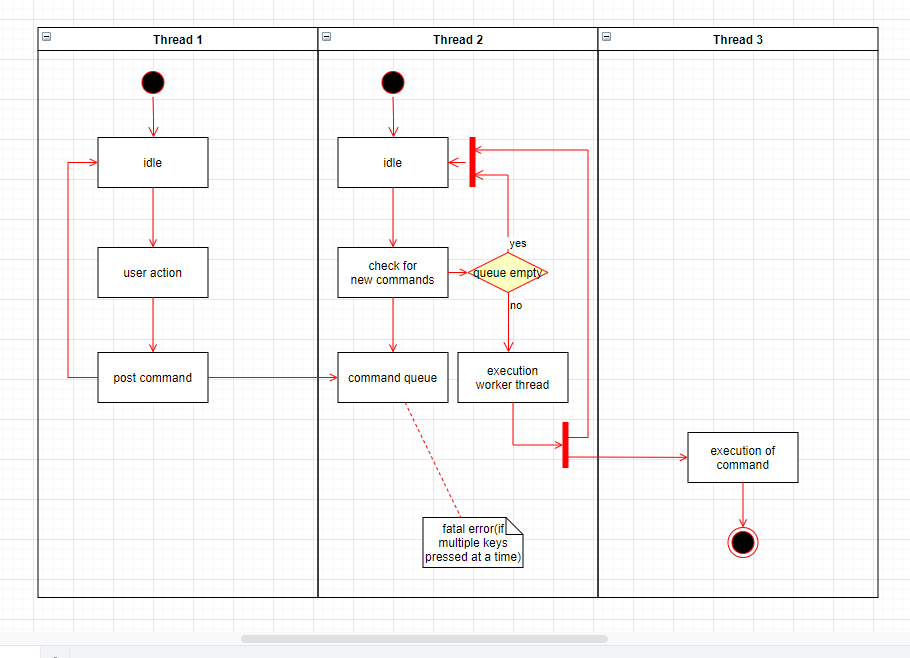 Thread 1
Thread 2
Thread 3
idle
idle
yes
user action
check for
new commands
queue empty
no
post command
command queue
execution
worker thread
execution of
command
fatal error(if
multiple keys
pressed at a time)